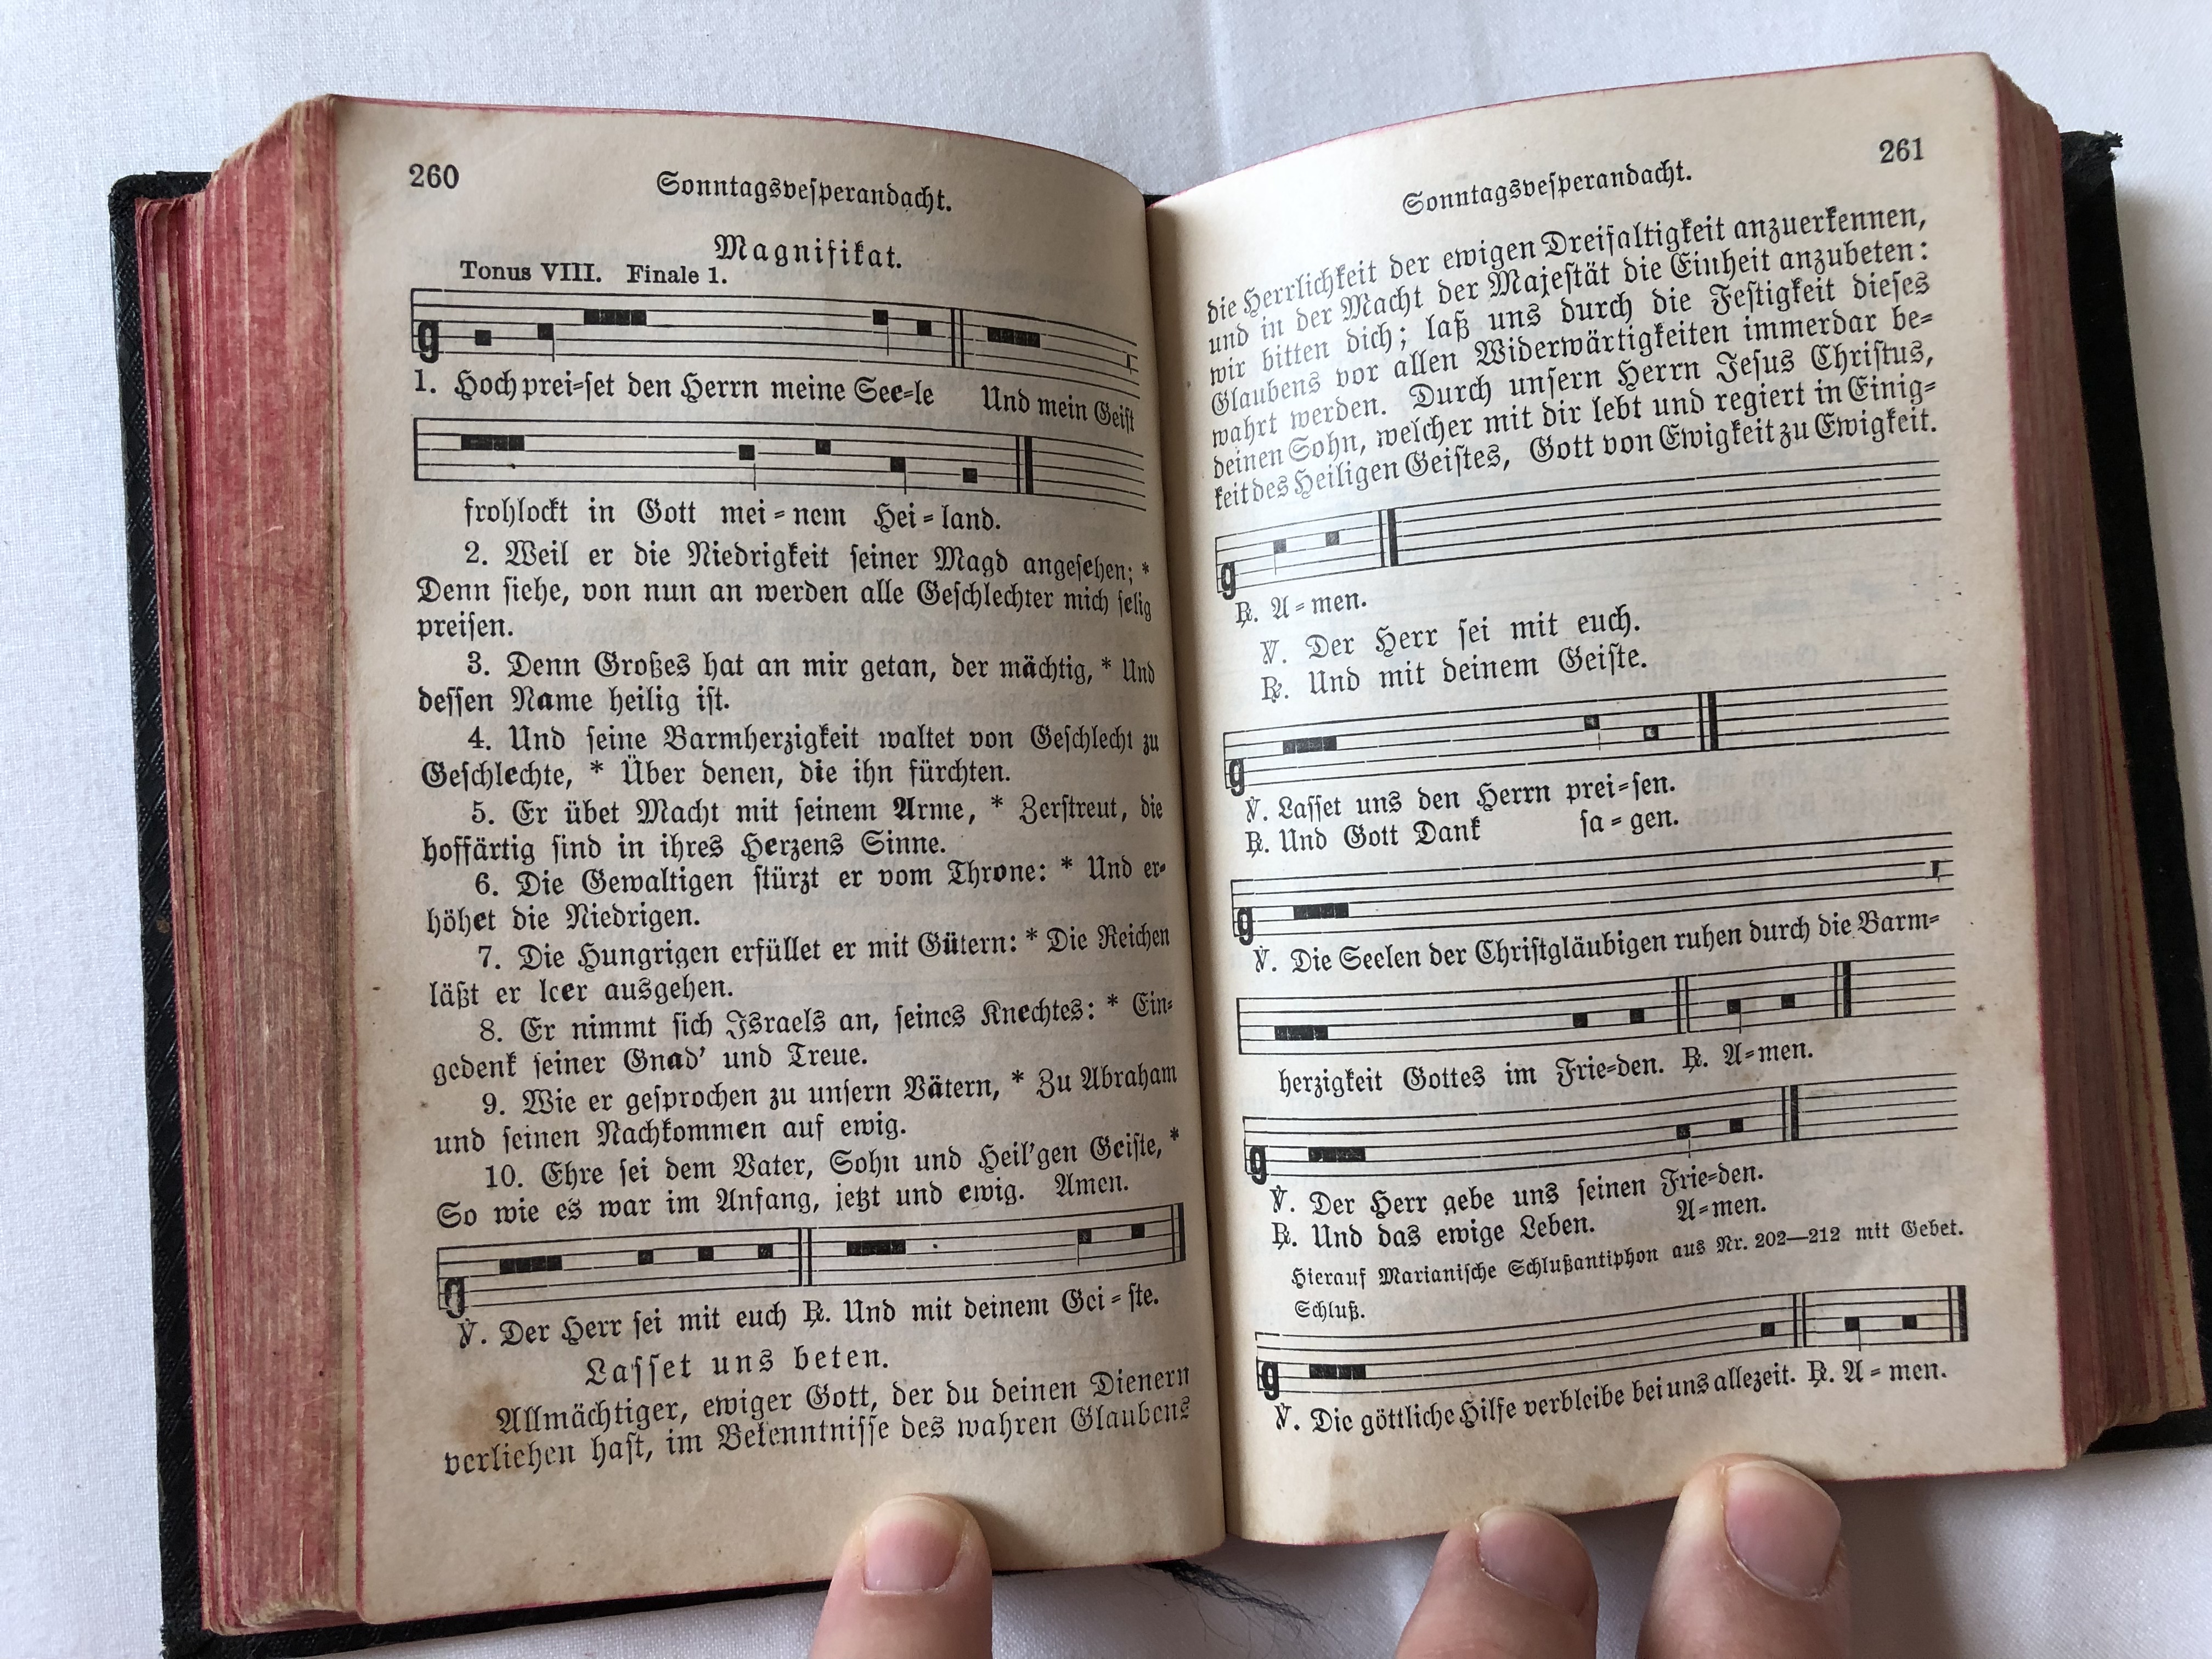 260
Sonntagsvesperandacht.
Magnifikat.
Tonus VIII. Finale 1.
1. Hoch prei=set den Herrn meine See=le Und mein Geist
frohlockt in Gott mei=nem Hei=land.
2. Weil er die Niedrigkeit seiner Magd angesehen; *
Denn siehe, von nun an werden alle Geschlechter mich selig
preisen.
3. Denn Großes hat an mir getan, der mächtig, * Und
dessen Name heilig ist.
4. Und seine Barmherzigkeit waltet von Geschlecht zu
Geschlechte, * Über denen, die ihn fürchten.
5. Er übet Macht mit seinem Arme, * Zerstreut, die
hoffärtig sind in ihres Herzens Sinne.
6. Die Gewaltigen stürzt er vom Throne: * Und er=
höhet die Niedrigen.
7. Die Hungrigen erfüllet er mit Gütern: * Die Reichen
läßt er leer ausgehen.
8. Er nimmt sich Israels an, seines Knechtes: * Ein=
gedenk seiner Gnad' und Treue.
9. Wie er gesprochen zu unsern Vätern, * Zu Abraham
und seinen Nachkommen auf ewig.
10. Ehre sei dem Vater, Sohn und Heil'gen Geiste, *
So wie es war im Anfang, jetzt und ewig. Amen.
℣. Der Herr sei mit euch ℟. Und mit deinem Gei=ste.
Lasset uns beten.
Allmächtiger, ewiger Gott, der du deinen Dienern
verliehen hast, im Bekenntnisse des wahren Glaubens
261
Sonntagsvesperandacht.
die Herrlichkeit der ewigen Dreifaltigkeit anzuerkennen,
und in der Macht der Majestät die Einheit anzubeten:
wir bitten dich; laß uns durch die Festigkeit dieses
Glaubens vor allen Widerwärtigkeiten immerdar be=
wahrt werden. Durch unsern Herrn Jesus Christus,
deinen Sohn, welcher mit dir lebt und regiert in Einig=
keit des Heiligen Geistes, Gott von Ewigkeit zu Ewigkeit.
℟. A=men.
℣. Der Herr sei mit euch.
℟. Und mit deinem Geiste.
℣. Lasset uns den Herrn prei=sen.
℟. Und Gott Dank sa=gen.
℣. Die Seelen der Christgläubigen ruhen durch die Barm=
herzigkeit Gottes im Frie=den. ℟. A=men.
℣. Der Herr gebe uns seinen Frie=den.
℟. Und das ewige Leben. A=men.
Hierauf Marianische Schlußantiphon aus Nr. 202—212 mit Gebet.
Schluß.
℣. Die göttliche Hilfe verbleibe bei uns allezeit. ℟. A=men.